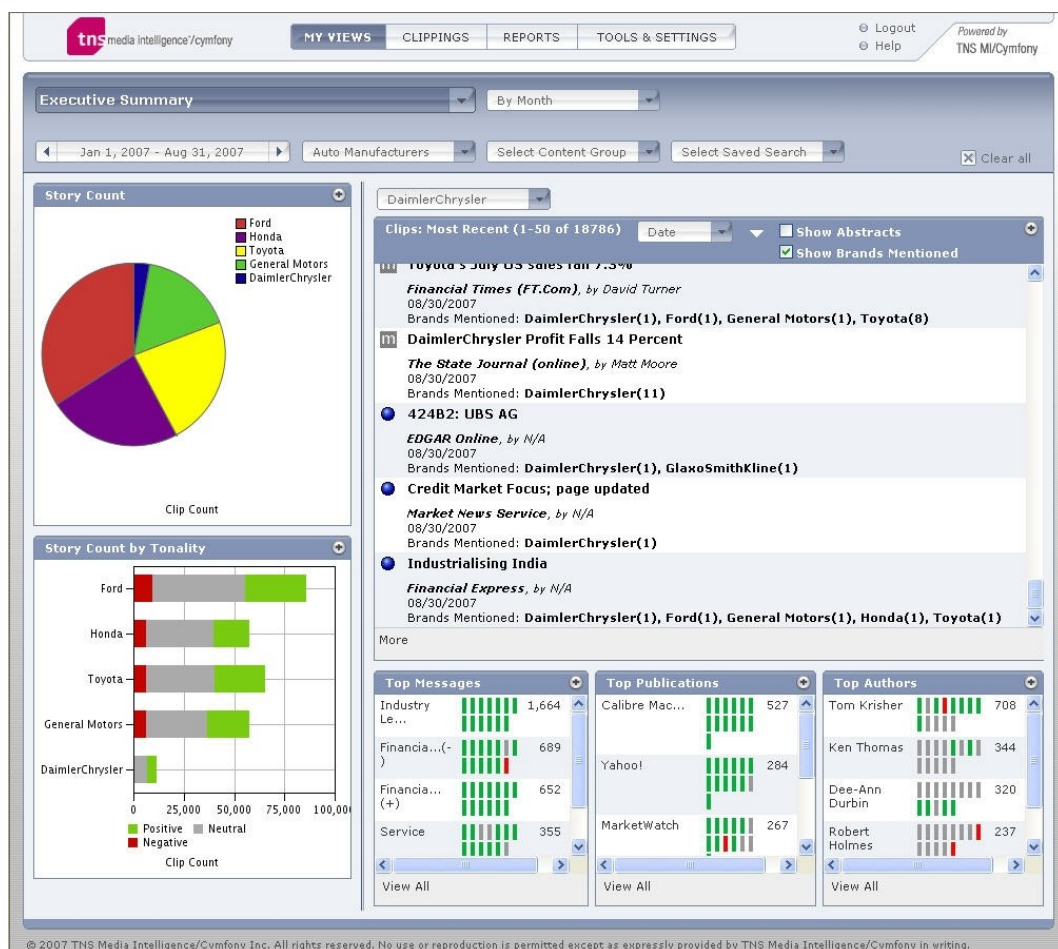 tns media intelligence/cymfony
MY VIEWS CLIPPINGS REPORTS TOOLS & SETTINGS
Logout
Help
Powered by
TNS MI/Cymfony
Executive Summary
By Month
Jan 1, 2007 - Aug 31, 2007
Auto Manufacturers
Select Content Group
Select Saved Search
Clear all
Story Count
Ford
Honda
Toyota
General Motors
DaimlerChrysler
Clip Count
Story Count by Tonality
Ford
Honda
Toyota
General Motors
DaimlerChrysler
0 25,000 50,000 75,000 100,000
Positive Neutral
Negative
Clip Count
DaimlerChrysler
Clips: Most Recent (1-50 of 18786)
Date
Show Abstracts
Show Brands Mentioned
m Toyota's July US sales fall 7.3%
Financial Times (FT.Com), by David Turner
08/30/2007
Brands Mentioned: DaimlerChrysler(1), Ford(1), General Motors(1), Toyota(8)
m DaimlerChrysler Profit Falls 14 Percent
The State Journal (online), by Matt Moore
08/30/2007
Brands Mentioned: DaimlerChrysler(11)
424B2: UBS AG
EDGAR Online, by N/A
08/30/2007
Brands Mentioned: DaimlerChrysler(1), GlaxoSmithKline(1)
Credit Market Focus; page updated
Market News Service, by N/A
08/30/2007
Brands Mentioned: DaimlerChrysler(1)
Industrialising India
Financial Express, by N/A
08/30/2007
Brands Mentioned: DaimlerChrysler(1), Ford(1), General Motors(1), Honda(1), Toyota(1)
More
Top Messages
Industry Le... 1,664
Financia...(-) 689
Financia... (+) 652
Service 355
View All
Top Publications
Calibre Mac... 527
Yahoo! 284
MarketWatch 267
View All
Top Authors
Tom Krisher 708
Ken Thomas 344
Dee-Ann Durbin 320
Robert Holmes 237
View All
© 2007 TNS Media Intelligence/Cymfony Inc. All rights reserved. No use or reproduction is permitted except as expressly provided by TNS Media Intelligence/Cymfony in writing.